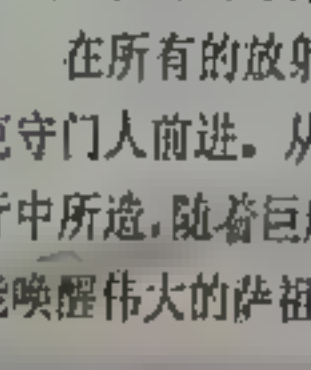 在所有的放射
守门人前进。从
中所造，随着巨
唤醒伟大的萨祖